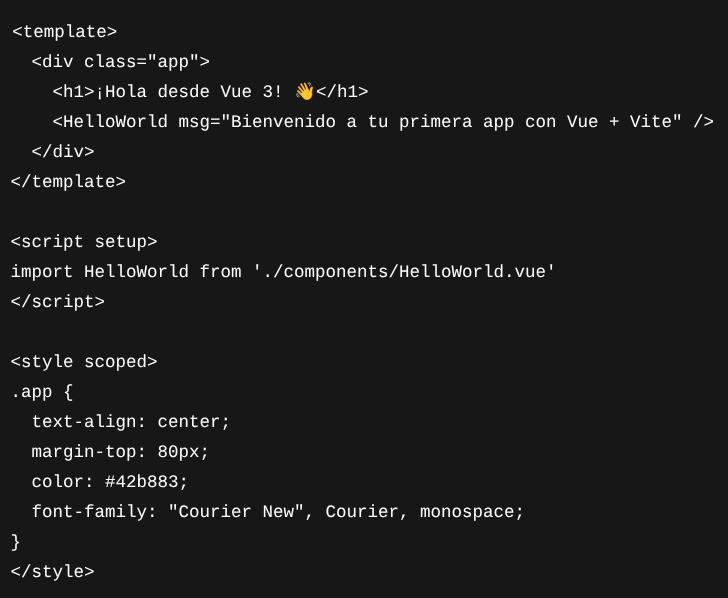 <template>
  <div class="app">
    <h1>¡Hola desde Vue 3! 👋</h1>
    <HelloWorld msg="Bienvenido a tu primera app con Vue + Vite" />
  </div>
</template>

<script setup>
import HelloWorld from './components/HelloWorld.vue'
</script>

<style scoped>
.app {
  text-align: center;
  margin-top: 80px;
  color: #42b883;
  font-family: "Courier New", Courier, monospace;
}
</style>